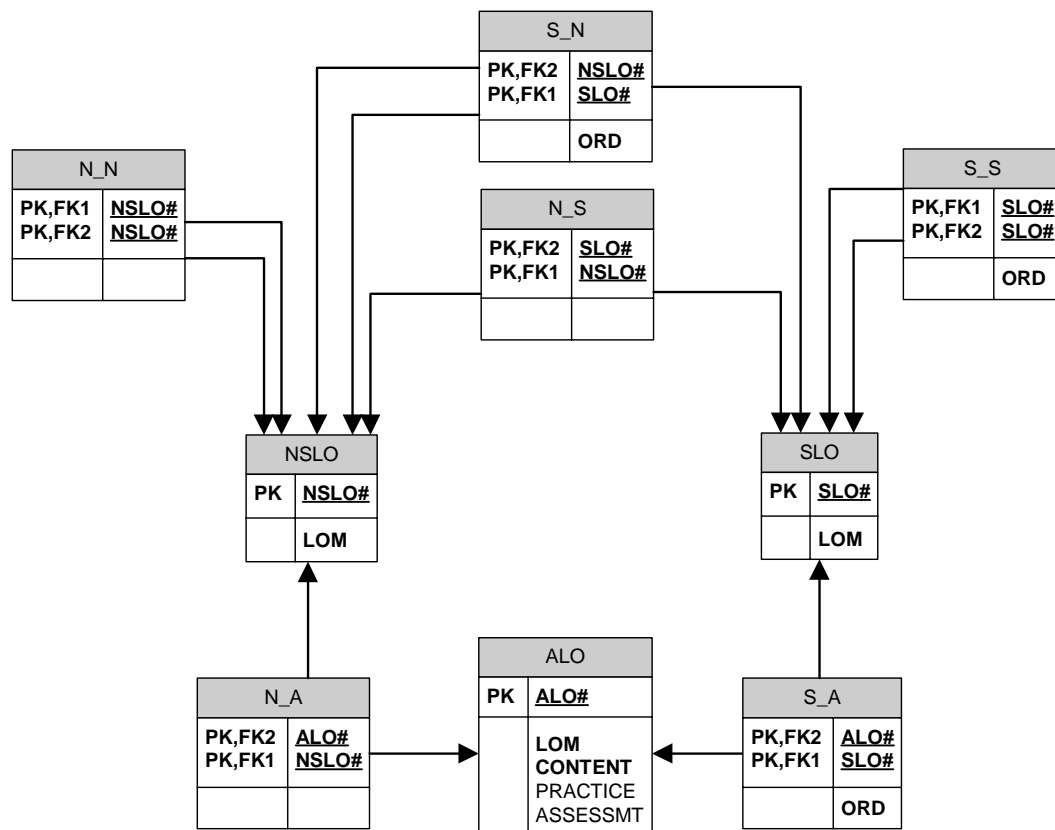 S_N
PK,FK2 NSLO#
PK,FK1 SLO#
ORD
N_N
PK,FK1 NSLO#
PK,FK2 NSLO#
N_S
PK,FK2 SLO#
PK,FK1 NSLO#
S_S
PK,FK1 SLO#
PK,FK2 SLO#
ORD
NSLO
PK NSLO#
LOM
SLO
PK SLO#
LOM
N_A
PK,FK2 ALO#
PK,FK1 NSLO#
ALO
PK ALO#
LOM
CONTENT
PRACTICE
ASSESSMT
S_A
PK,FK2 ALO#
PK,FK1 SLO#
ORD